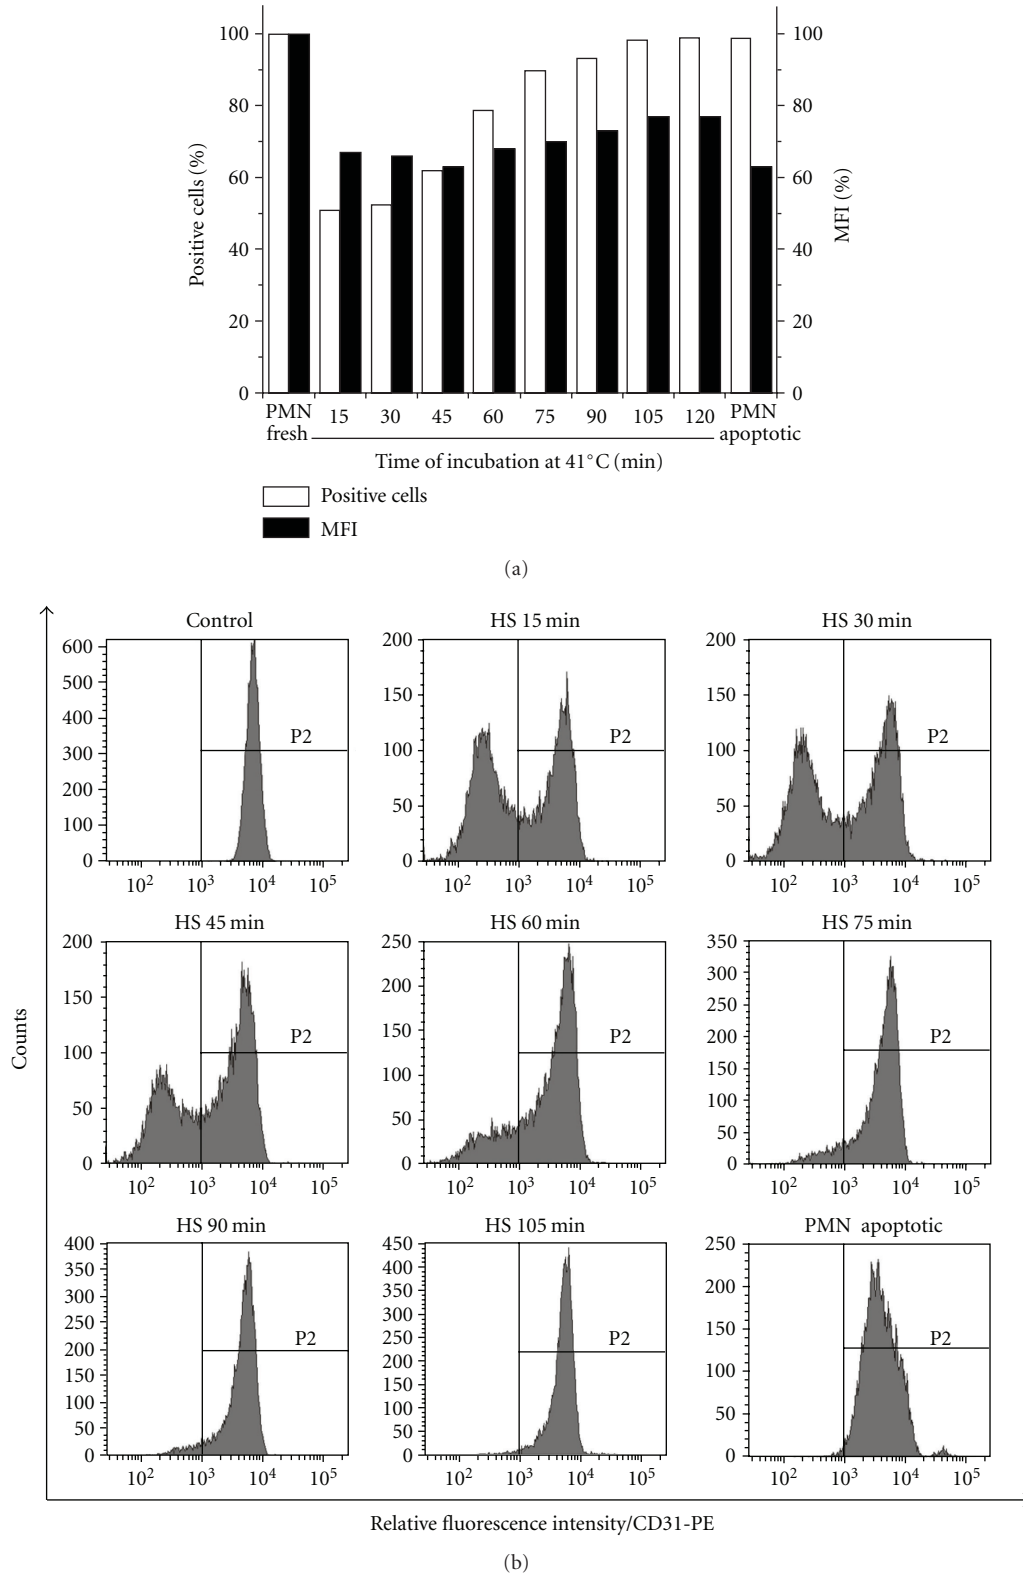 100
80
60
40
20
0
Positive cells (%)
100
80
60
40
20
0
MFI (%)
PMN 15 30 45 60 75 90 105 120 PMN
fresh apoptotic
Time of incubation at 41°C (min)
Positive cells
MFI
(a)
Counts
Control
600
500
400
300
200
100
0
P2
10² 10³ 10⁴ 10⁵
HS 15 min
200
150
100
50
0
P2
10² 10³ 10⁴ 10⁵
HS 30 min
200
150
100
50
0
P2
10² 10³ 10⁴ 10⁵
HS 45 min
200
150
100
50
0
P2
10² 10³ 10⁴ 10⁵
HS 60 min
250
200
150
100
50
0
P2
10² 10³ 10⁴ 10⁵
HS 75 min
350
300
250
200
150
100
50
0
P2
10² 10³ 10⁴ 10⁵
HS 90 min
400
350
300
250
200
150
100
50
0
P2
10² 10³ 10⁴ 10⁵
HS 105 min
450
400
350
300
250
200
150
100
50
0
P2
10² 10³ 10⁴ 10⁵
PMN apoptotic
250
200
150
100
50
0
P2
10² 10³ 10⁴ 10⁵
Relative fluorescence intensity/CD31-PE
(b)